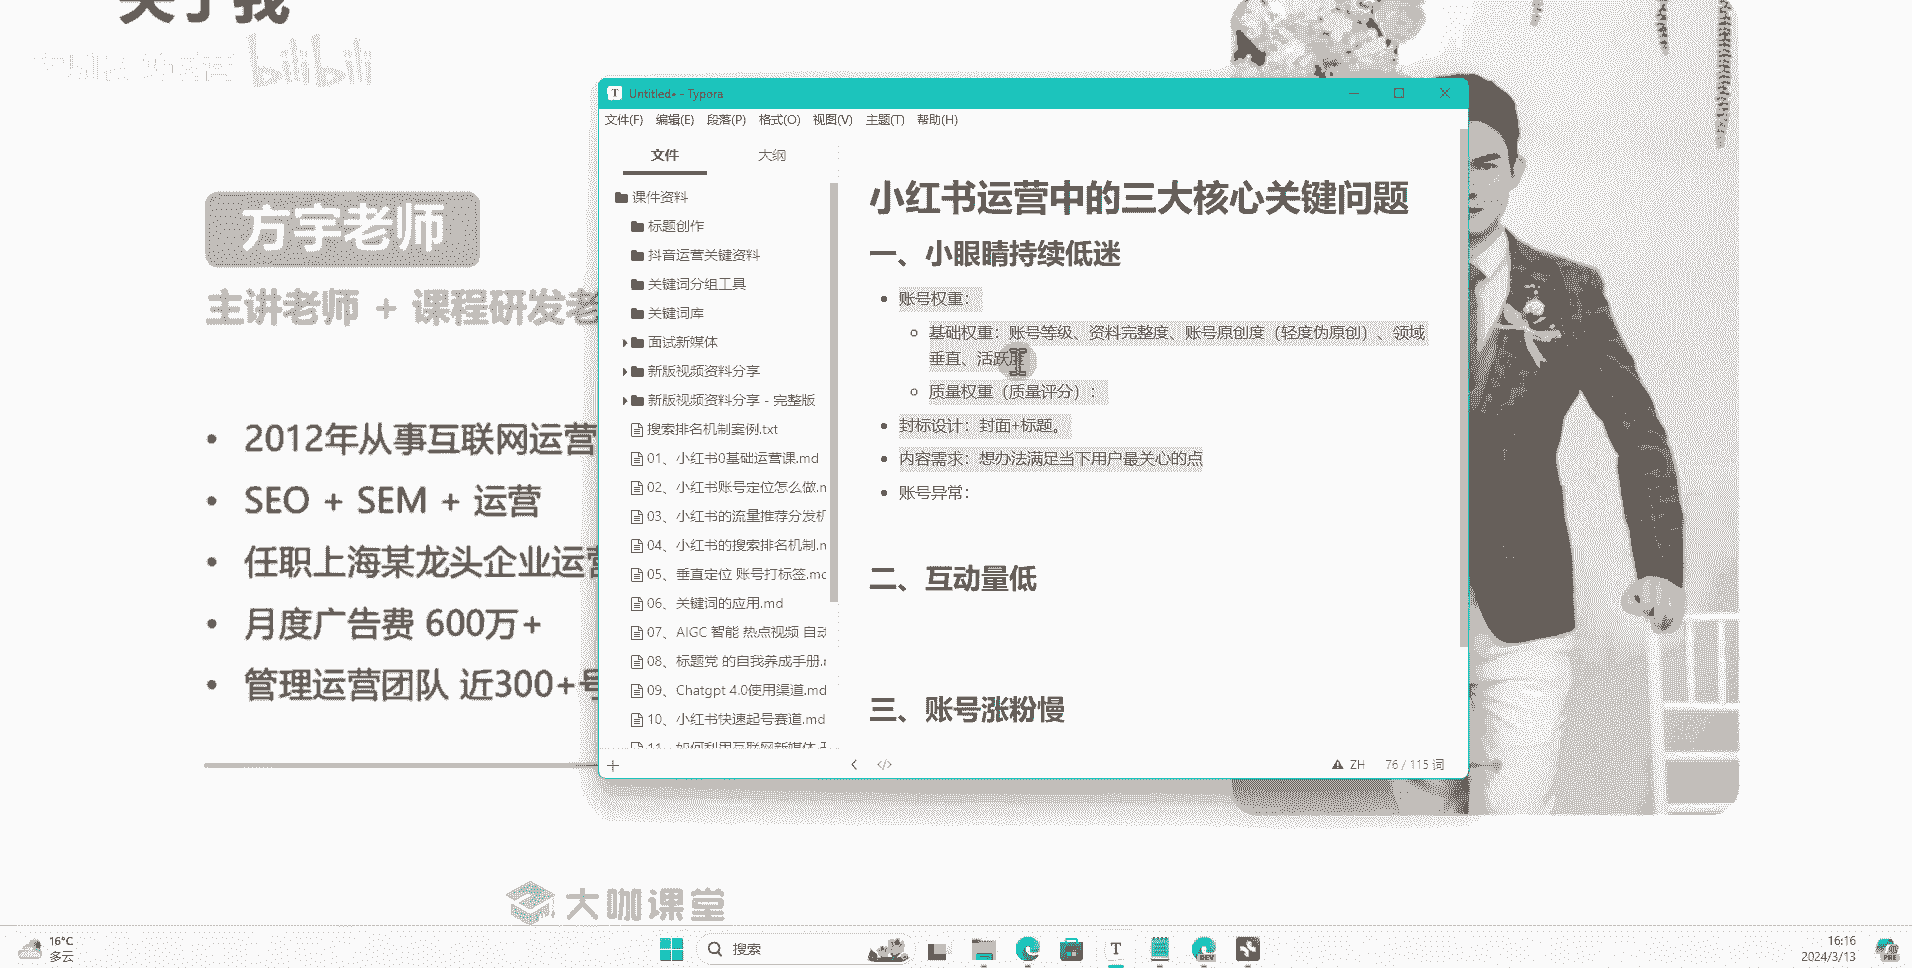 关于我
bilibili
方宇老师
主讲老师 + 课程研发老
• 2012年从事互联网运营
• SEO + SEM + 运营
• 任职上海某龙头企业运营
• 月度广告费 600万+
• 管理运营团队 近300+号
大咖课堂
Untitled• - Typora
文件(F) 编辑(E) 段落(P) 格式(O) 视图(V) 主题(T) 帮助(H)
文件 大纲
课件资料
标题创作
抖音运营关键资料
关键词分组工具
关键词库
面试新媒体
新版视频资料分享
新版视频资料分享 - 完整版
搜索排名机制案例.txt
01、小红书0基础运营课.md
02、小红书账号定位怎么做.m
03、小红书的流量推荐分发机
04、小红书的搜索排名机制.m
05、垂直定位 账号打标签.md
06、关键词的应用.md
07、AIGC 智能 热点视频 自动
08、标题党 的自我养成手册.m
09、Chatgpt 4.0使用渠道.md
10、小红书快速起号赛道.md
11、如何利用互联网新媒体
小红书运营中的三大核心关键问题
一、小眼睛持续低迷
• 账号权重：
基础权重：账号等级、资料完整度、账号原创度（轻度伪原创）、领域
垂直、活跃度
质量权重（质量评分）：
• 封标设计：封面+标题。
• 内容需求：想办法满足当下用户最关心的点
• 账号异常：
二、互动量低
三、账号涨粉慢
ZH 76 / 115 词
16°C
多云
搜索
16:16
2024/3/13